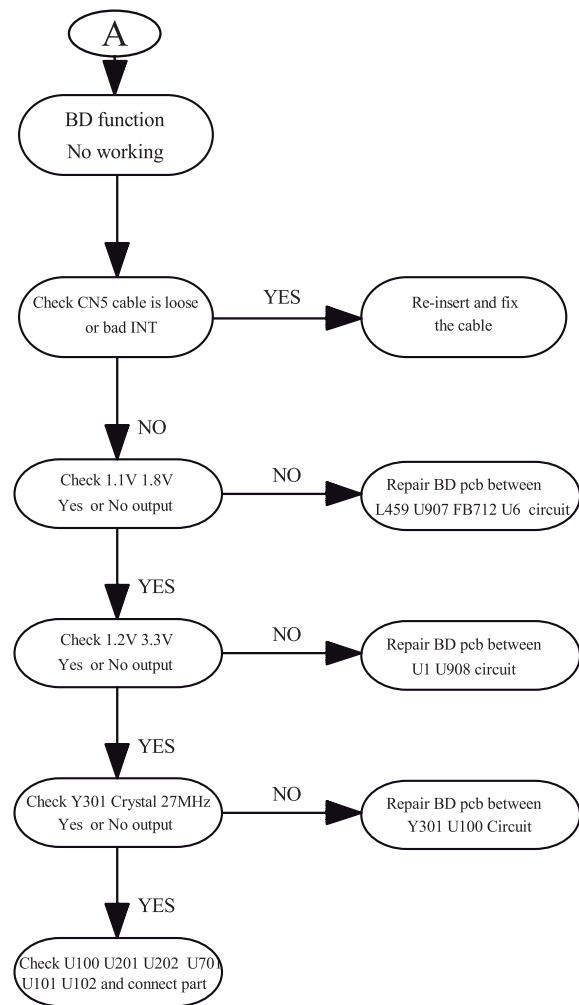 A
BD function
No working
Check CN5 cable is loose
or bad INT
YES
Re-insert and fix
the cable
NO
Check 1.1V 1.8V
Yes or No output
NO
Repair BD pcb between
L459 U907 FB712 U6 circuit
YES
Check 1.2V 3.3V
Yes or No output
NO
Repair BD pcb between
U1 U908 circuit
YES
Check Y301 Crystal 27MHz
Yes or No output
NO
Repair BD pcb between
Y301 U100 Circuit
YES
Check U100 U201 U202 U701
U101 U102 and connect part